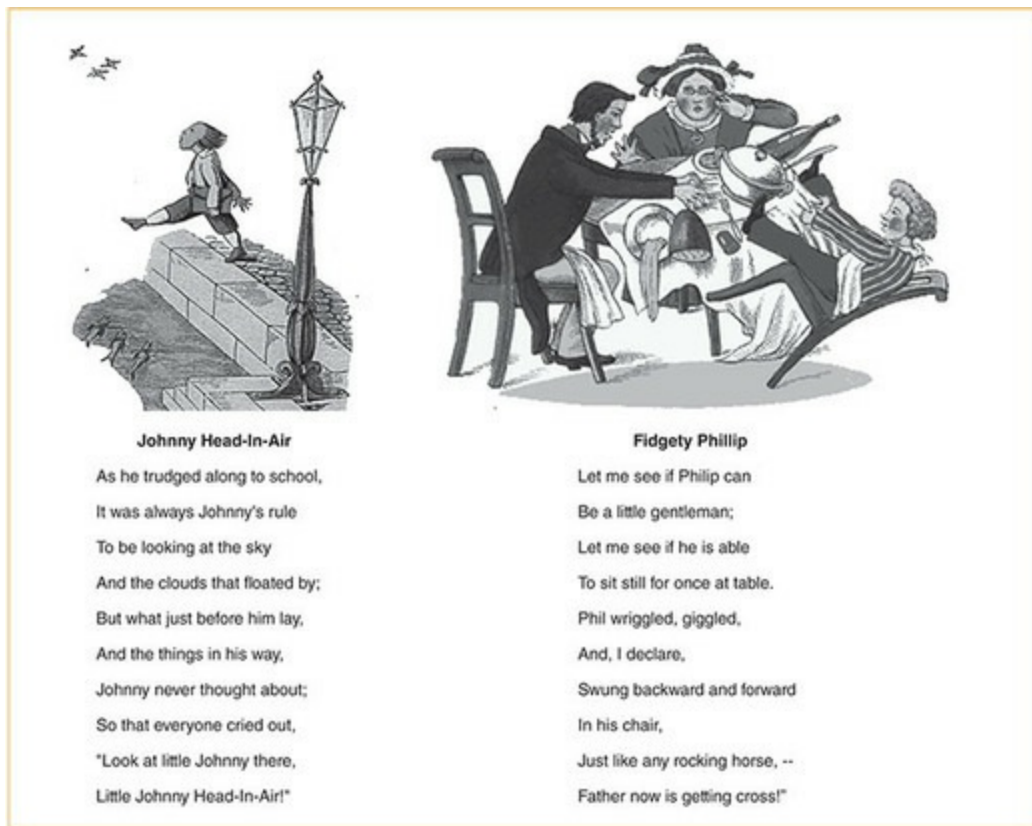 Johnny Head-In-Air
As he trudged along to school,
It was always Johnny's rule
To be looking at the sky
And the clouds that floated by;
But what just before him lay,
And the things in his way,
Johnny never thought about;
So that everyone cried out,
"Look at little Johnny there,
Little Johnny Head-In-Air!"
Fidgety Phillip
Let me see if Philip can
Be a little gentleman;
Let me see if he is able
To sit still for once at table.
Phil wriggled, giggled,
And, I declare,
Swung backward and forward
In his chair,
Just like any rocking horse, --
Father now is getting cross!"